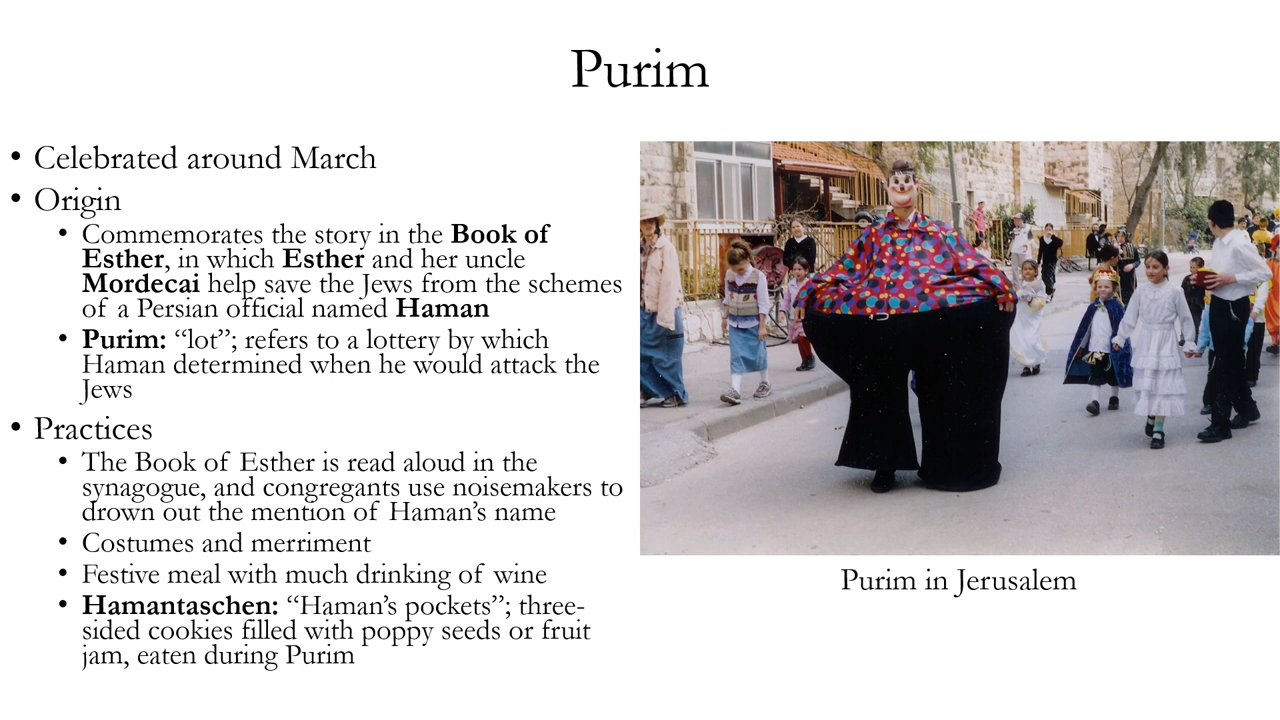 Purim
• Celebrated around March
• Origin
• Commemorates the story in the Book of
Esther, in which Esther and her uncle
Mordecai help save the Jews from the schemes
of a Persian official named Haman
• Purim: “lot”; refers to a lottery by which
Haman determined when he would attack the
Jews
• Practices
• The Book of Esther is read aloud in the
synagogue, and congregants use noisemakers to
drown out the mention of Haman’s name
• Costumes and merriment
• Festive meal with much drinking of wine
• Hamantaschen: “Haman’s pockets”; three-
sided cookies filled with poppy seeds or fruit
jam, eaten during Purim
Purim in Jerusalem